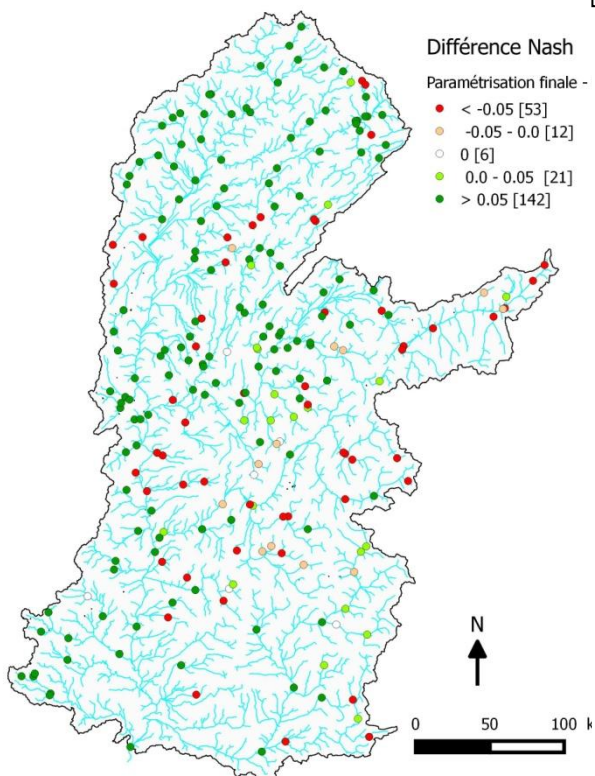 Différence Nash
Paramétrisation finale -
< -0.05 [53]
-0.05 - 0.0 [12]
0 [6]
0.0 - 0.05 [21]
> 0.05 [142]
N
0 50 100 k